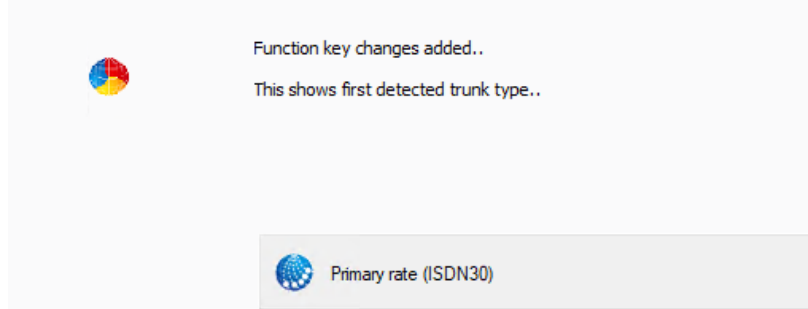 Function key changes added..
This shows first detected trunk type..
Primary rate (ISDN30)